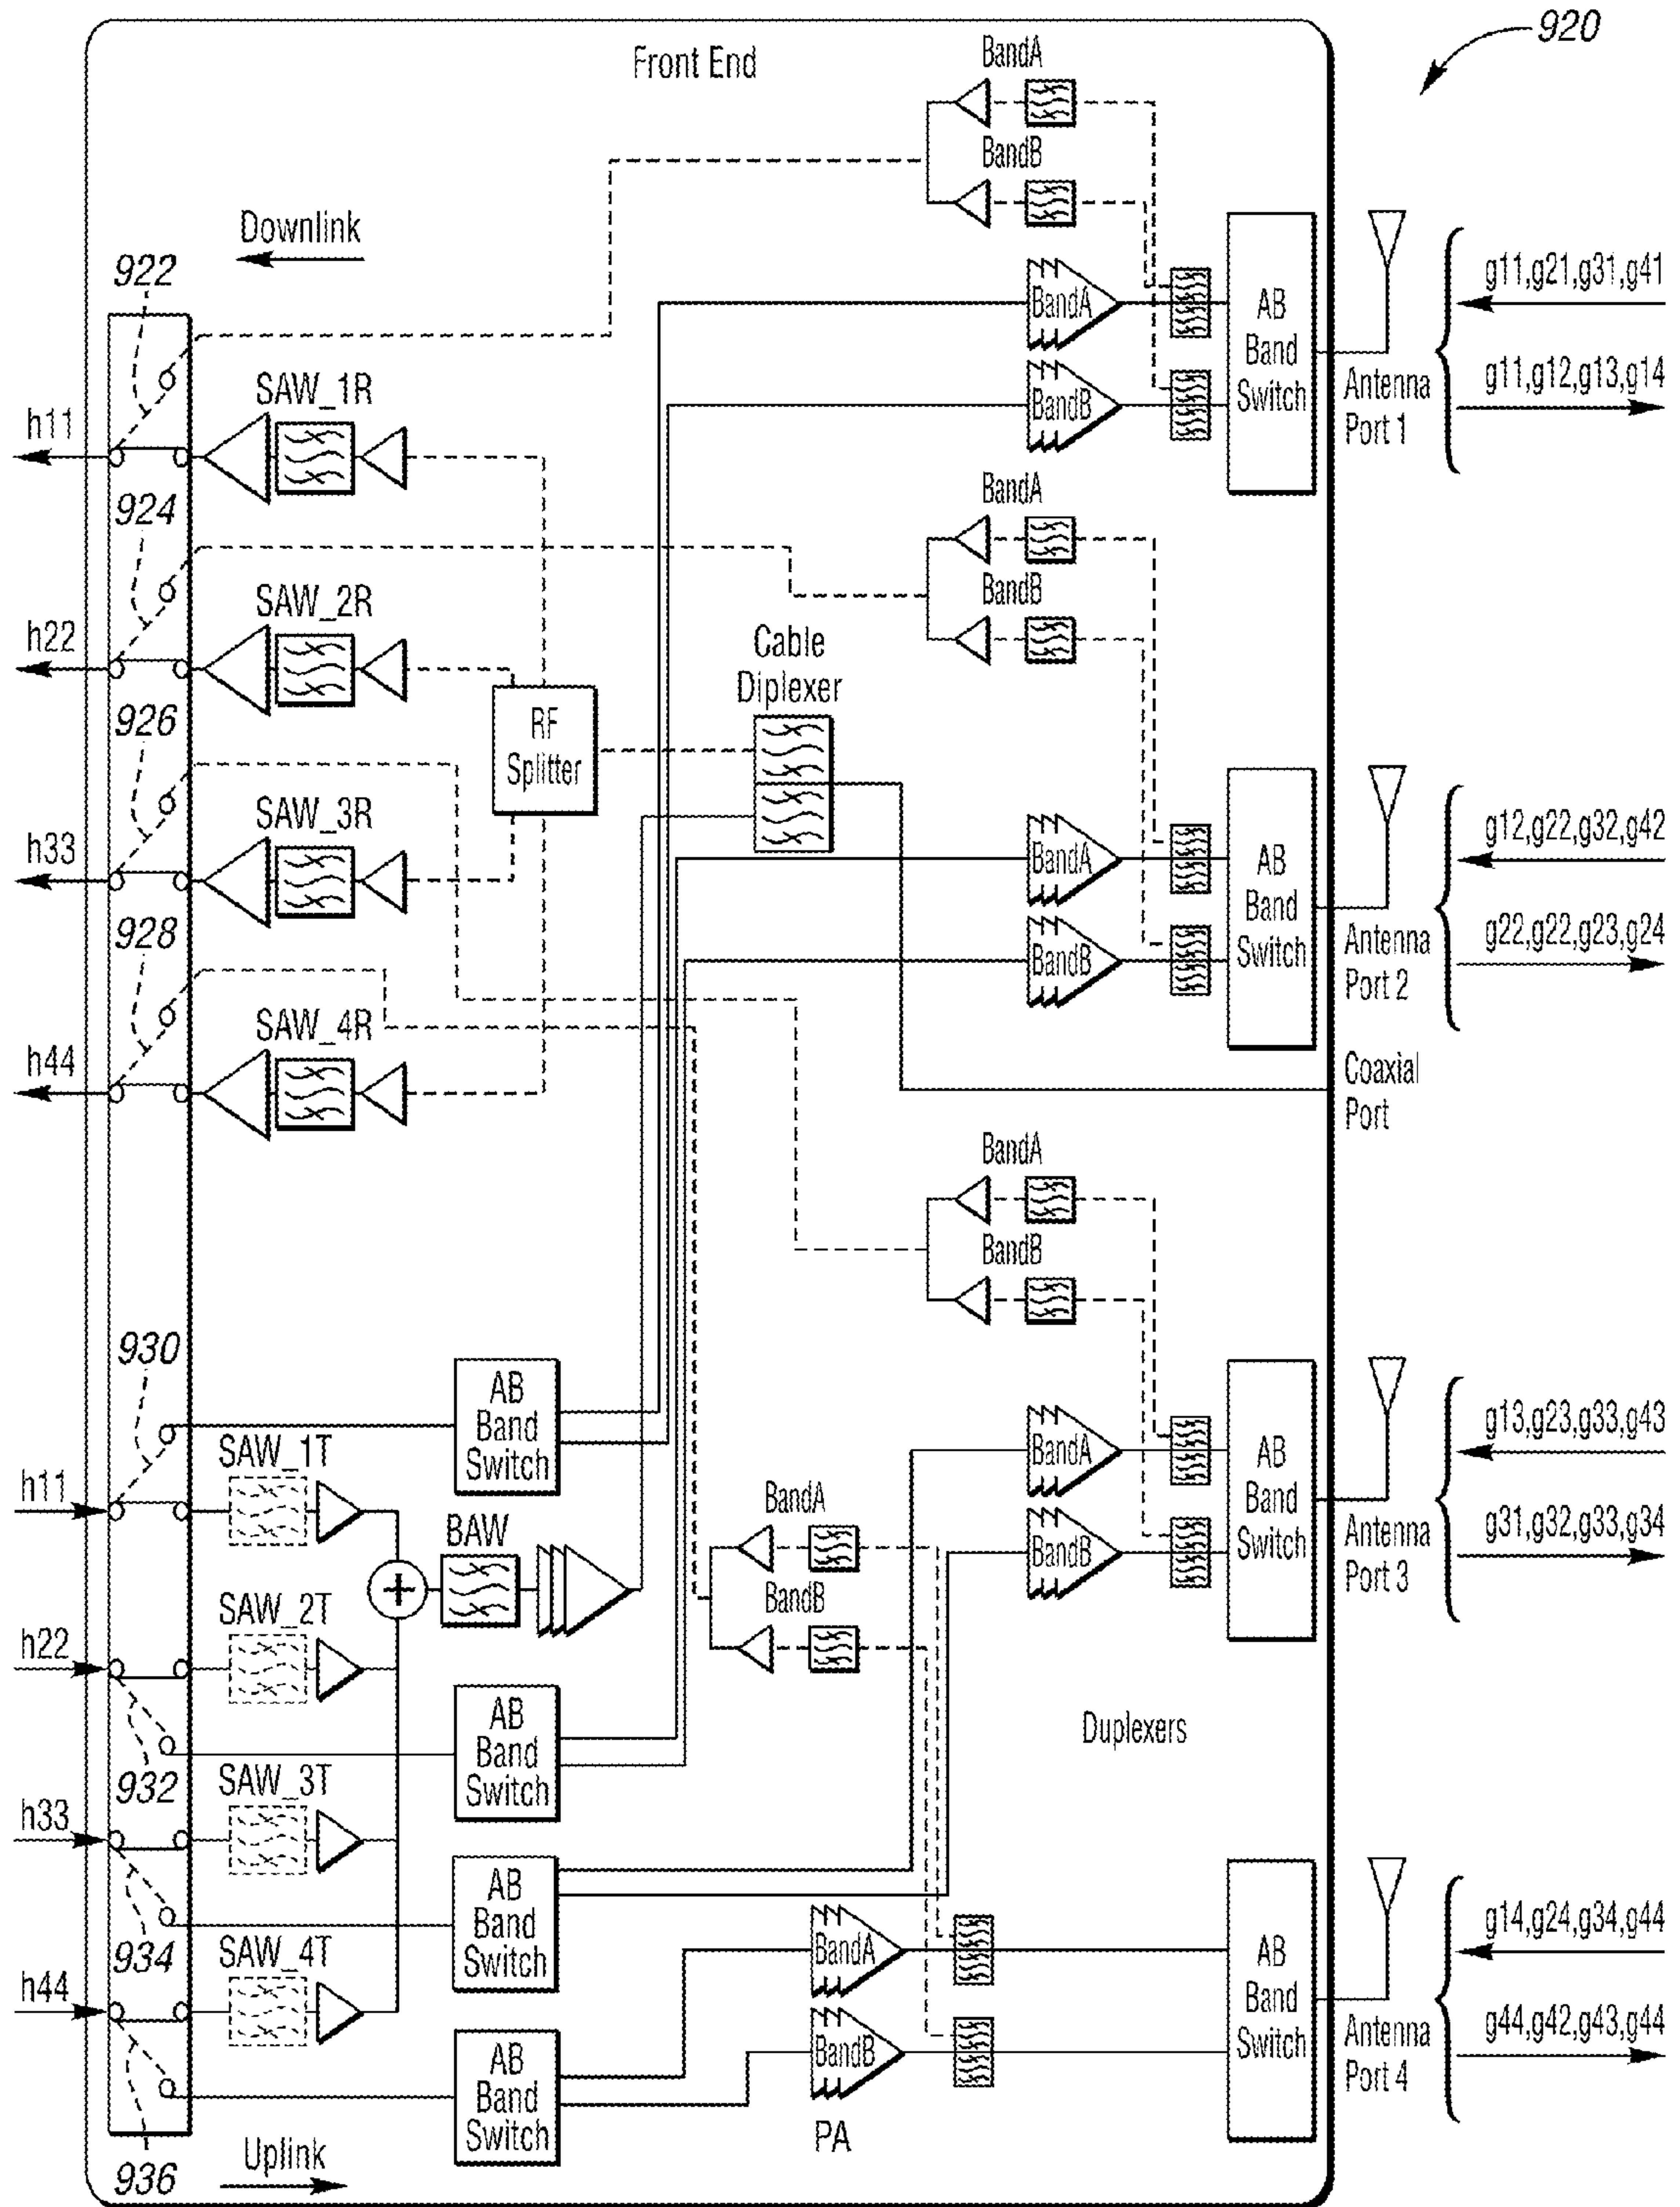 920
Front End
BandA
BandB
Downlink
922
BandA
BandB
AB
Band
Switch
Antenna
Port 1
g11,g21,g31,g41
g11,g12,g13,g14
SAW_1R
h11
924
BandA
BandB
SAW_2R
h22
Cable
Diplexer
RF
Splitter
926
BandA
BandB
AB
Band
Switch
Antenna
Port 2
g12,g22,g32,g42
g22,g22,g23,g24
SAW_3R
h33
928
SAW_4R
h44
Coaxial
Port
BandA
BandB
930
AB
Band
Switch
BandA
BandB
AB
Band
Switch
Antenna
Port 3
g13,g23,g33,g43
g31,g32,g33,g34
SAW_1T
h11
BAW
BandA
BandB
SAW_2T
h22
AB
Band
Switch
Duplexers
932
SAW_3T
h33
AB
Band
Switch
934
SAW_4T
h44
BandA
BandB
PA
AB
Band
Switch
Antenna
Port 4
g14,g24,g34,g44
g44,g42,g43,g44
AB
Band
Switch
936
Uplink